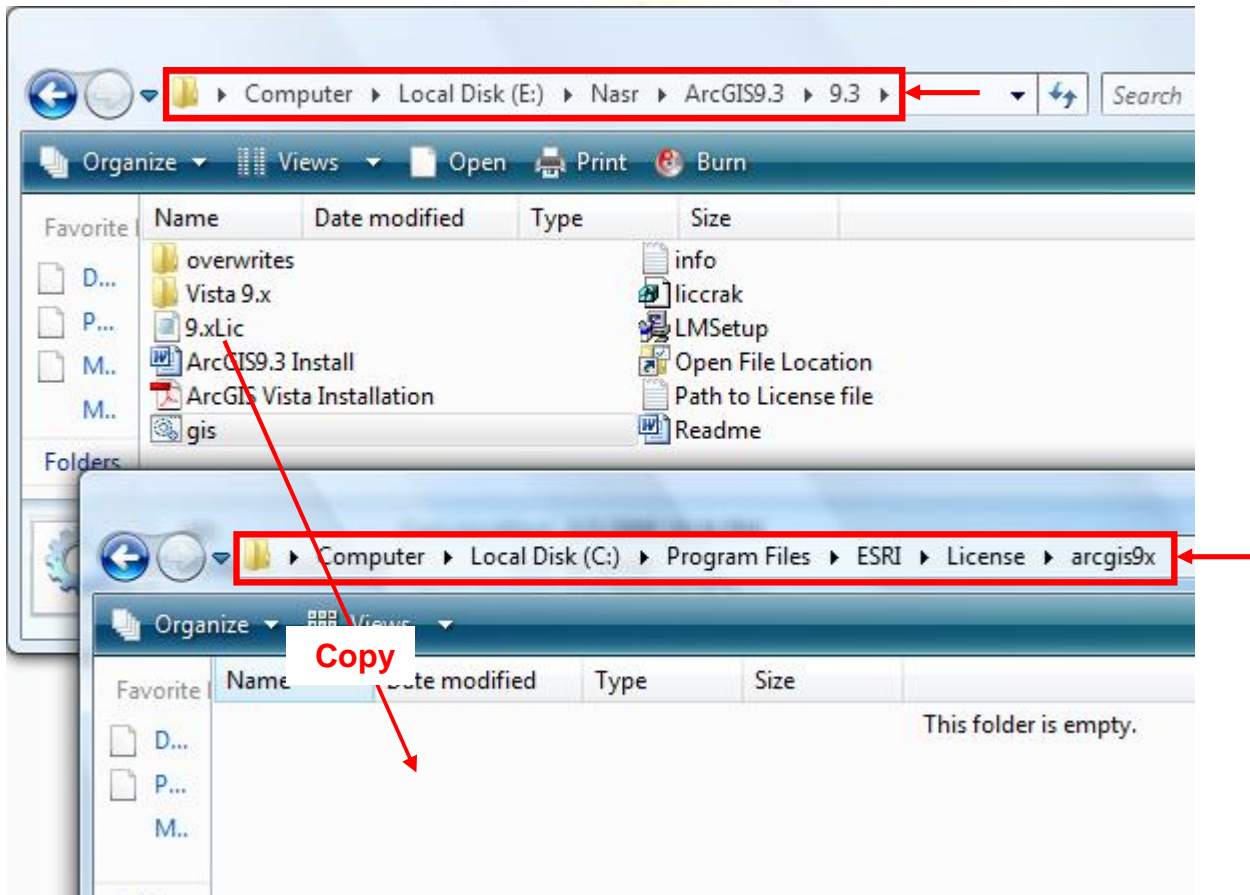 Computer Local Disk (E:) Nasr ArcGIS9.3 9.3 Search
Organize Views Open Print Burn
Favorite Name Date modified Type Size
overwrites info
D... Vista 9.x liccrak
P... 9.xLic LMSetup
M.. ArcGIS9.3 Install Open File Location
ArcGIS Vista Installation Path to License file
M.. gis Readme
Folders
Computer Local Disk (C:) Program Files ESRI License arcgis9x
Organize Views
Copy
Favorite Name Date modified Type Size
This folder is empty.
D...
P...
M..